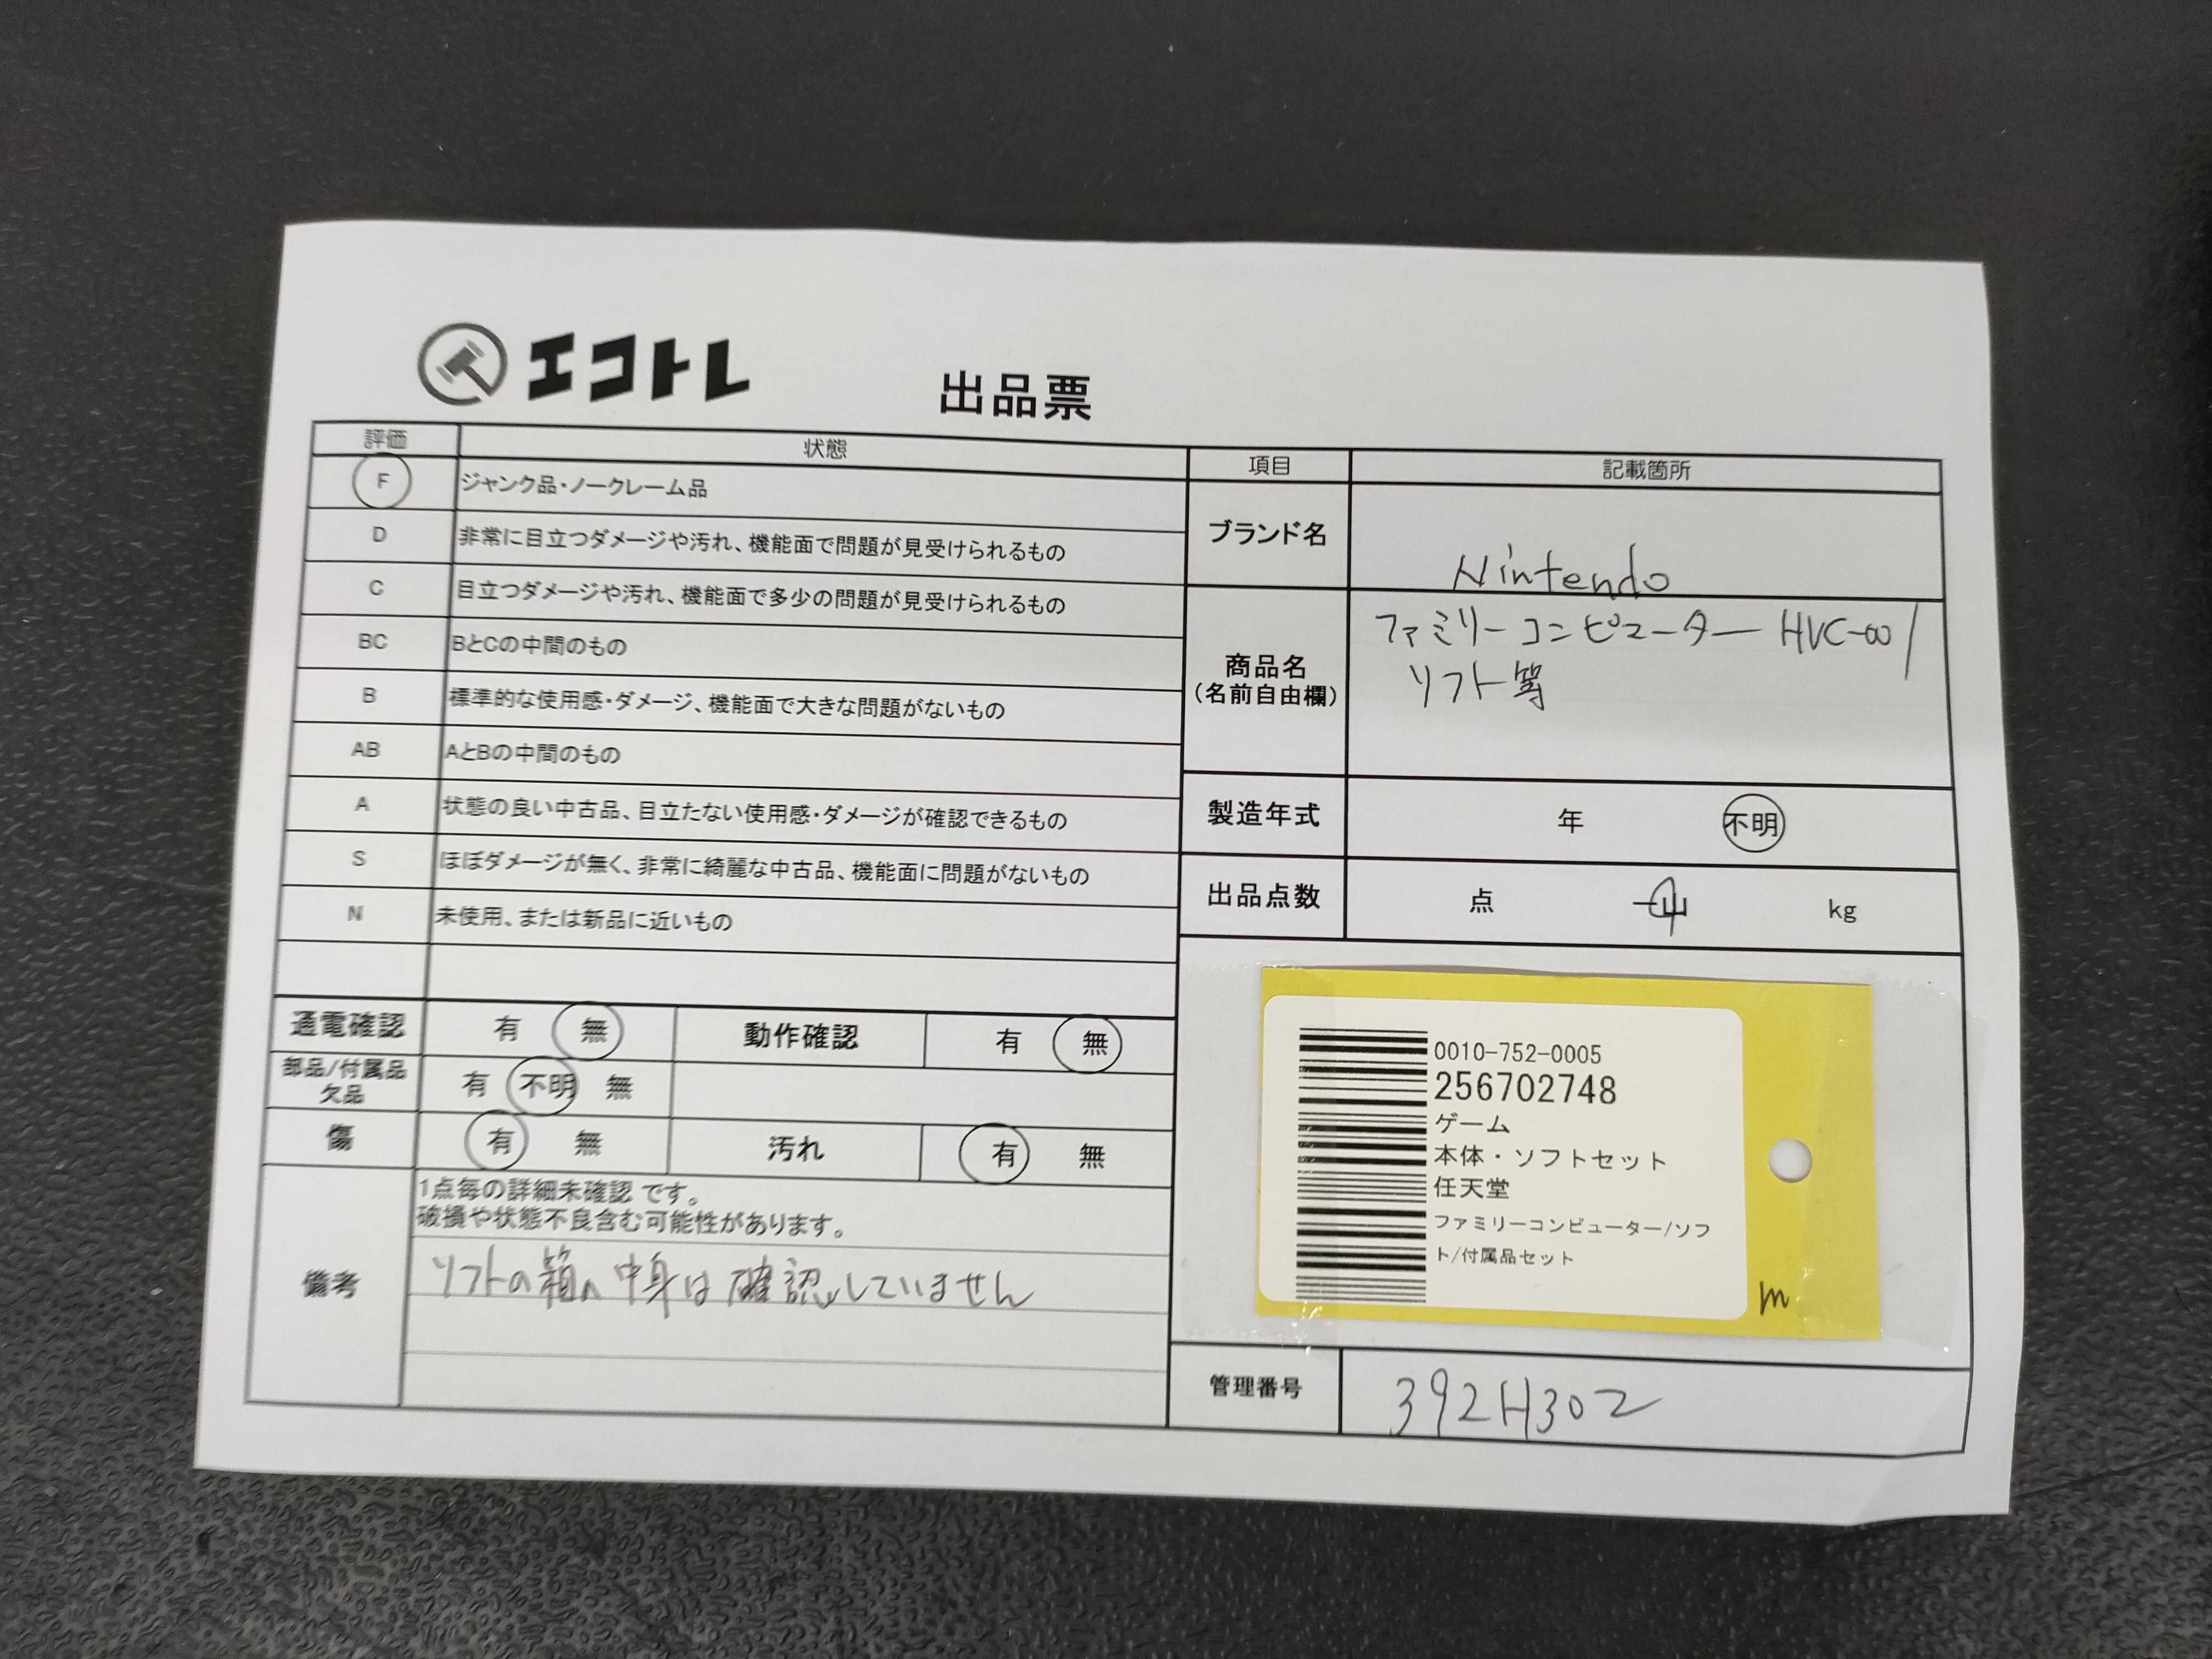 エコトレ
出品票
評価 状態
F ジャンク品・ノークレーム品
D 非常に目立つダメージや汚れ、機能面で問題が見受けられるもの
C 目立つダメージや汚れ、機能面で多少の問題が見受けられるもの
BC BとCの中間のもの
B 標準的な使用感・ダメージ、機能面で大きな問題がないもの
AB AとBの中間のもの
A 状態の良い中古品、目立たない使用感・ダメージが確認できるもの
S ほぼダメージが無く、非常に綺麗な中古品、機能面に問題がないもの
N 未使用、または新品に近いもの
通電確認 有 無 動作確認 有 無
部品/付属品
欠品 有 不明 無
傷 有 無 汚れ 有 無
備考
1点毎の詳細未確認 です。
破損や状態不良含む可能性があります。
ソフトの箱の中身は確認していません
項目 記載箇所
ブランド名 Nintendo
商品名
(名前自由欄)
ファミリーコンピューター HVC-001
ソフト等
製造年式 年 不明
出品点数 点 山 kg
0010-752-0005
256702748
ゲーム
本体・ソフトセット
任天堂
ファミリーコンピューター/ソフ
ト/付属品セット
m
管理番号 392H302